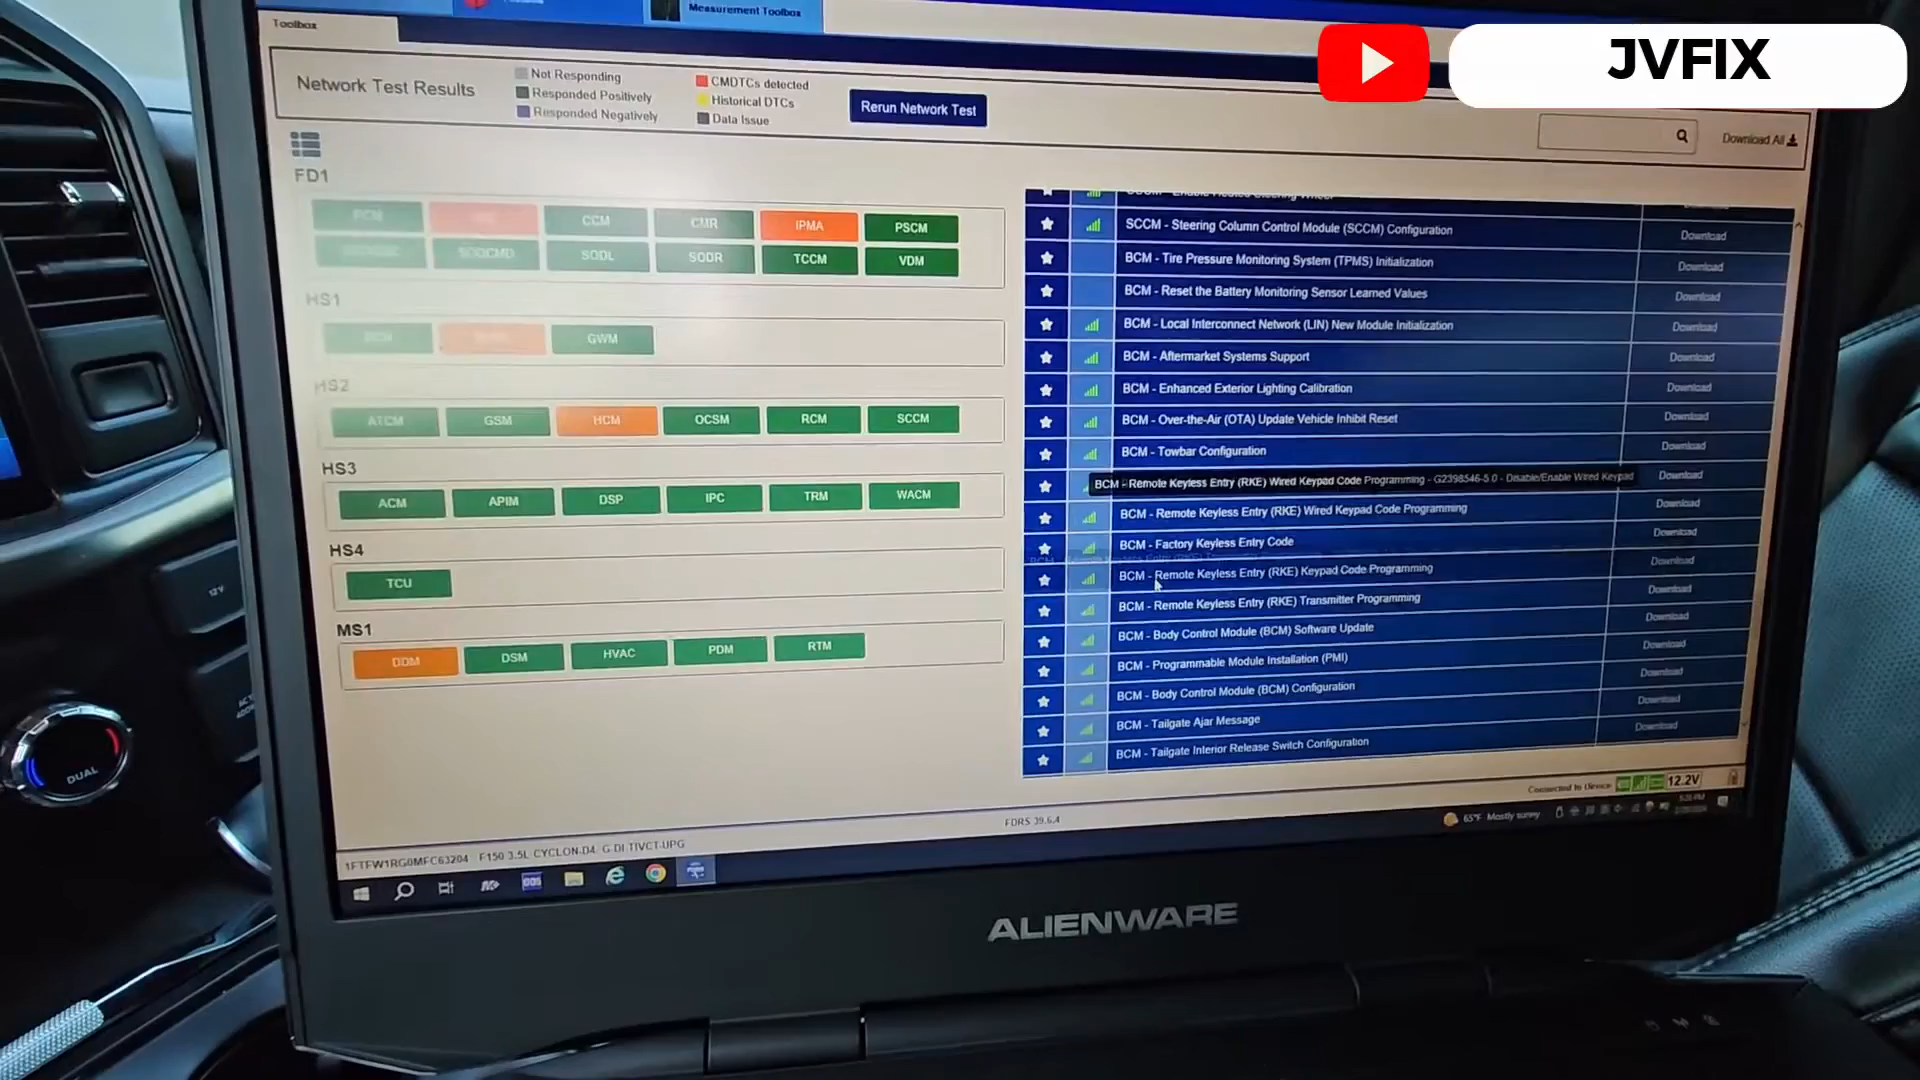 JVFIX
Measurement Toolbox
Toolbox
Network Test Results
Not Responding
Responded Positively
Responded Negatively
CMDTCs detected
Historical DTCs
Data Issue
Rerun Network Test
Download All
FD1
PCM
CCM
CMR
IPMA
PSCM
SODCMD
SODL
SODR
TCCM
VDM
HS1
GWM
HS2
ATCM
GSM
HCM
OCSM
RCM
SCCM
HS3
ACM
APIM
DSP
IPC
TRM
WACM
HS4
TCU
MS1
DDM
DSM
HVAC
PDM
RTM
SCCM - Steering Column Control Module (SCCM) Configuration Download
BCM - Tire Pressure Monitoring System (TPMS) Initialization Download
BCM - Reset the Battery Monitoring Sensor Learned Values Download
BCM - Local Interconnect Network (LIN) New Module Initialization Download
BCM - Aftermarket Systems Support Download
BCM - Enhanced Exterior Lighting Calibration Download
BCM - Over-the-Air (OTA) Update Vehicle Inhibit Reset Download
BCM - Towbar Configuration Download
BCM - Remote Keyless Entry (RKE) Wired Keypad Code Programming - G2398546-5.0 - Disable/Enable Wired Keypad Download
BCM - Remote Keyless Entry (RKE) Wired Keypad Code Programming Download
BCM - Factory Keyless Entry Code Download
BCM - Remote Keyless Entry (RKE) Keypad Code Programming Download
BCM - Remote Keyless Entry (RKE) Transmitter Programming Download
BCM - Body Control Module (BCM) Software Update Download
BCM - Programmable Module Installation (PMI) Download
BCM - Body Control Module (BCM) Configuration Download
BCM - Tailgate Ajar Message Download
BCM - Tailgate Interior Release Switch Configuration Download
Connected to Device 12.2V
FDRS 39.6.4
65°F Mostly sunny
1FTFW1RG0MFC63204 F150 3.5L CYCLON-D4, G DI TIVCT-UPG
ALIENWARE
12V
DUAL